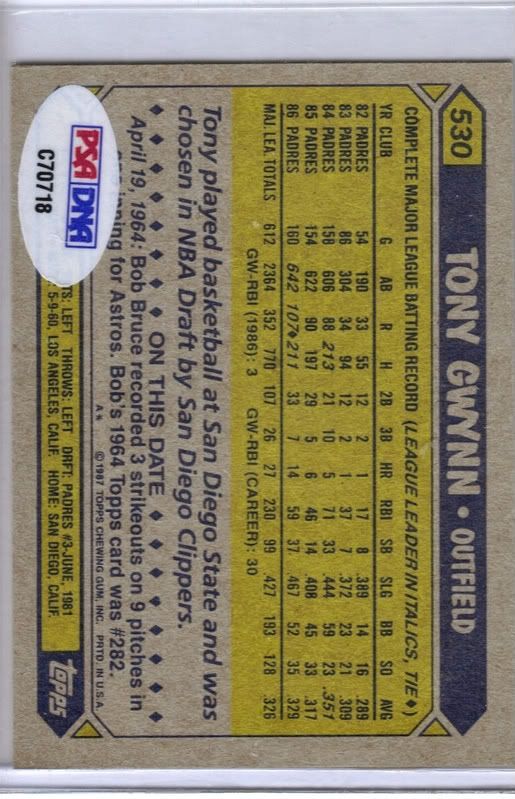 530
TONY GWYNN • OUTFIELD
COMPLETE MAJOR LEAGUE BATTING RECORD (LEAGUE LEADER IN ITALICS, TIE♦)
YR CLUB G AB R H 2B 3B HR RBI SB SLG BB SO AVG
82 PADRES 54 190 33 55 12 2 1 17 8 .389 14 16 .289
83 PADRES 86 304 34 94 12 2 1 37 7 .372 23 21 .309
84 PADRES 158 606 88 213 21 10 5 71 33 .444 59 23 .351
85 PADRES 154 622 90 197 29 5 6 46 14 .408 45 33 .317
86 PADRES 160 642 107♦ 211 33 7 14 59 37 .467 52 35 .329
MAJ. LEA. TOTALS 612 2364 352 770 107 26 27 230 99 .427 193 128 .326
GW-RBI (1986): 3 GW-RBI (CAREER): 30
Tony played basketball at San Diego State and was
chosen in NBA Draft by San Diego Clippers.
♦ ♦ ♦ ♦ ♦ ON THIS DATE ♦ ♦ ♦ ♦ ♦
April 19, 1964: Bob Bruce recorded 3 strikeouts on 9 pitches in
for Astros. Bob's 1964 Topps card was #282.
A* ©1987 TOPPS CHEWING GUM, INC. PRTD. IN U.S.A.
LEFT THROWS: LEFT DRFT: PADRES #3-JUNE, 1981
5-9-60, LOS ANGELES, CALIF. HOME: SAN DIEGO, CALIF.
TOPPS
PSA DNA
C70718